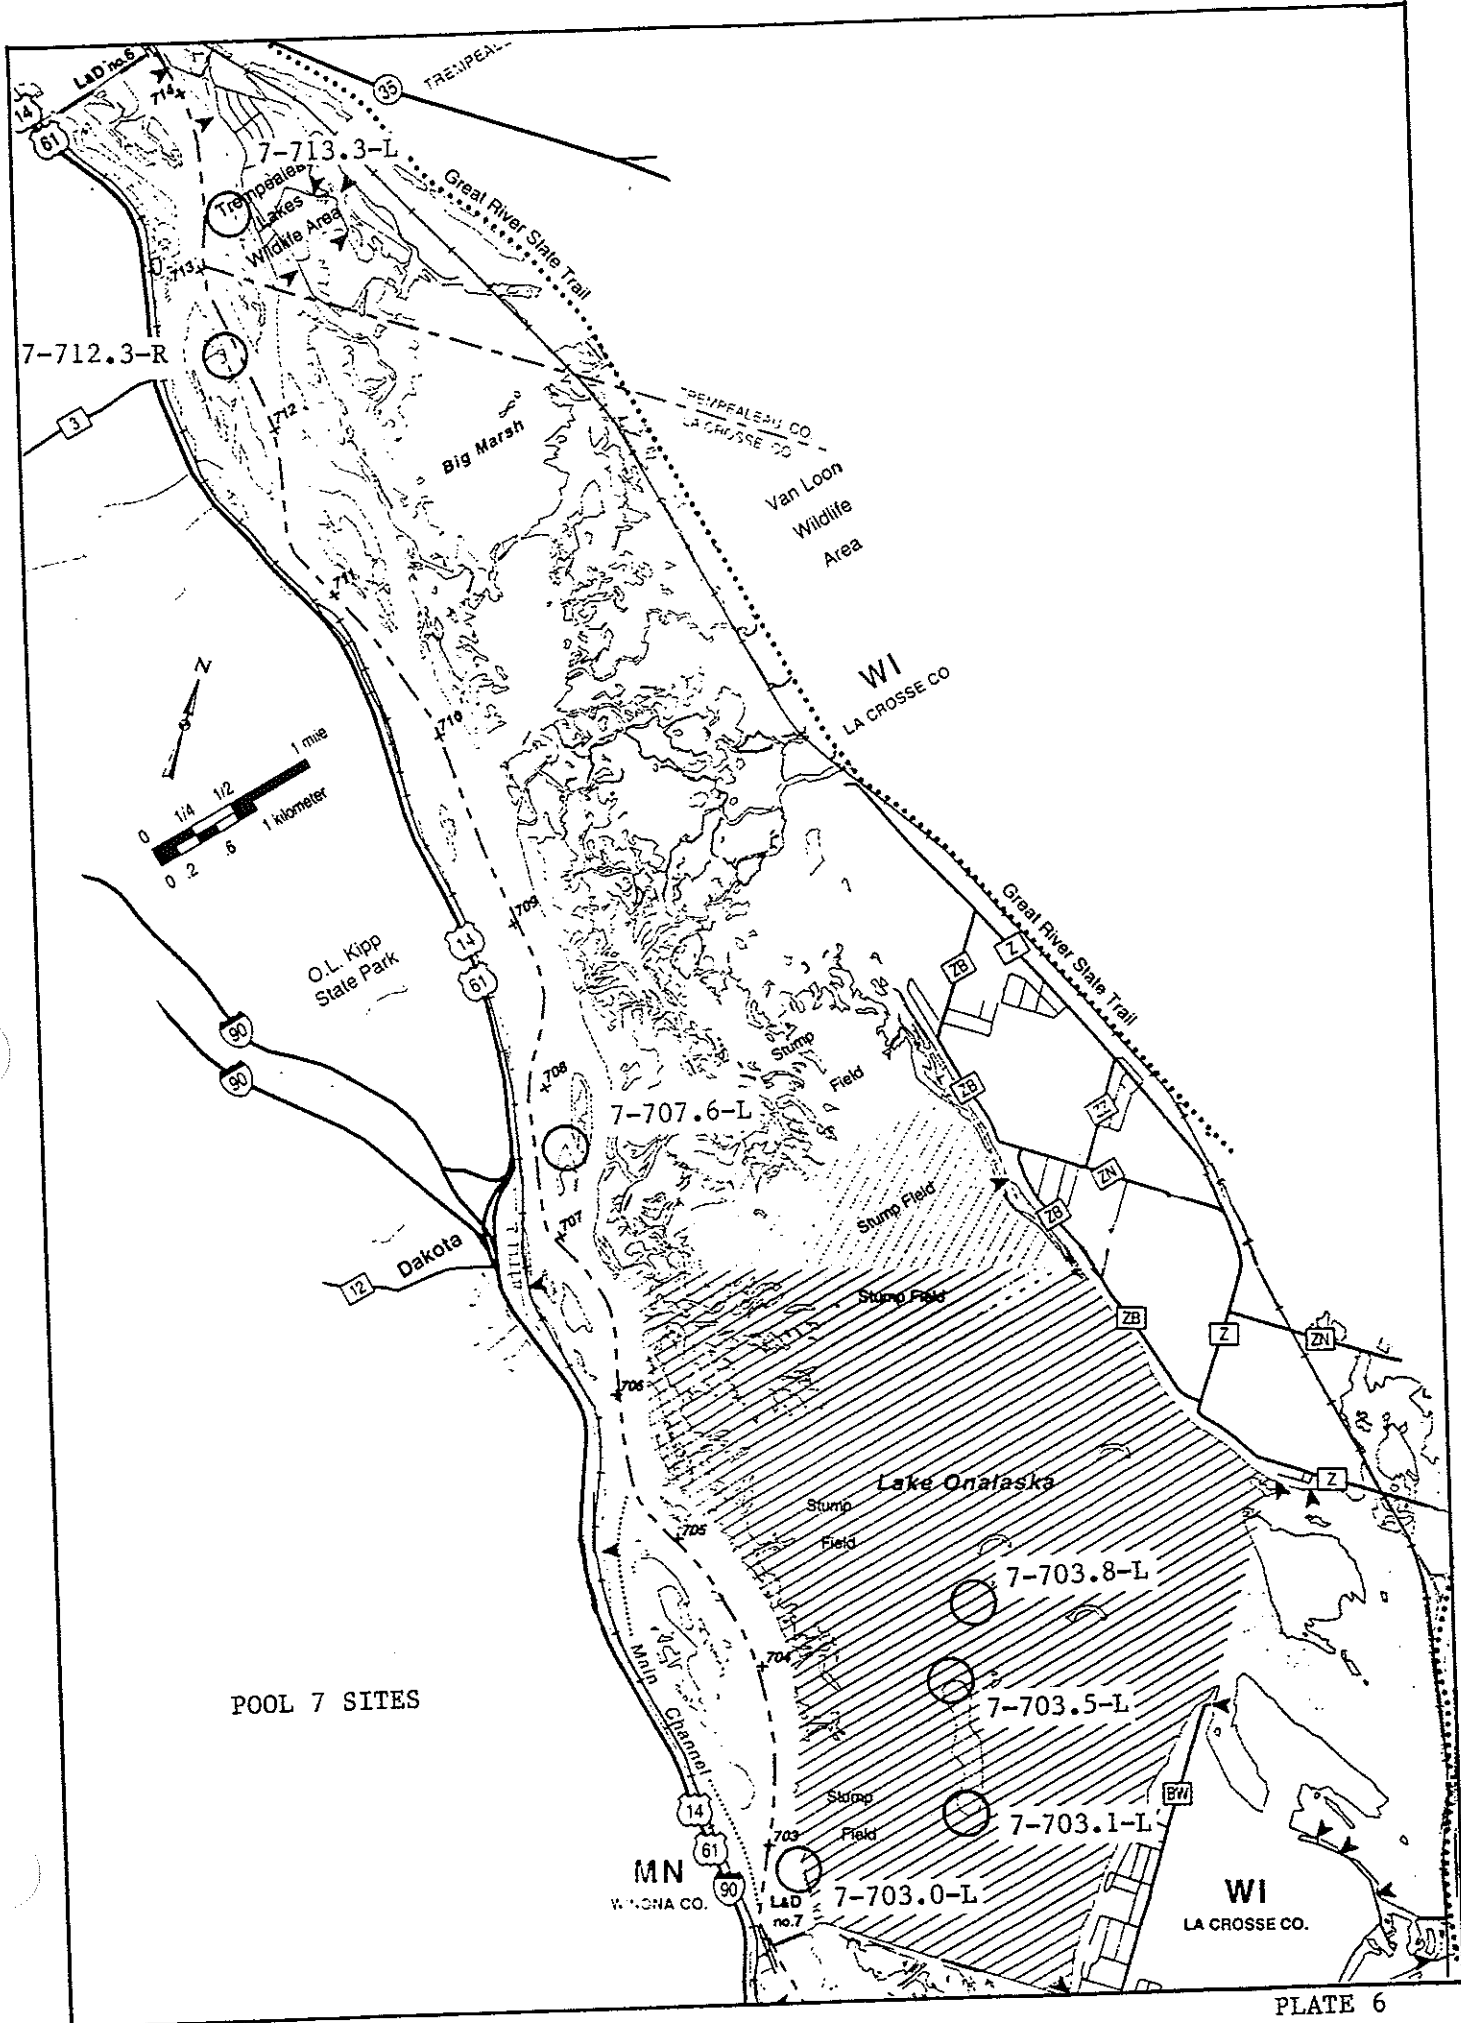 L&D no.6
35
TREMPEAL
14
61
714
7-713.3-L
Trempealea
Lakes
Wildlife Area
Great River State Trail
713
7-712.3-R
3
712
TREMPEALEAU CO.
LA CROSSE CO
Big Marsh
Van Loon
Wildlife
Area
711
N
WI
LA CROSSE CO
710
0 1/4 1/2 1 mile
0 .2 .6 1 kilometer
709
14
61
O.L. Kipp
State Park
Great River State Trail
ZB
Z
90
90
Stump
Field
708
ZB
7-707.6-L
ZN
Stump Field
ZB
707
Dakota
12
Stump Field
ZB
Z
ZN
706
Lake Onalaska
Z
Stump
Field
705
7-703.8-L
Main Channel
704
7-703.5-L
POOL 7 SITES
14
61
90
Stump
Field
BW
7-703.1-L
703
MN
WINONA CO.
L&D
no.7
7-703.0-L
WI
LA CROSSE CO.
PLATE 6